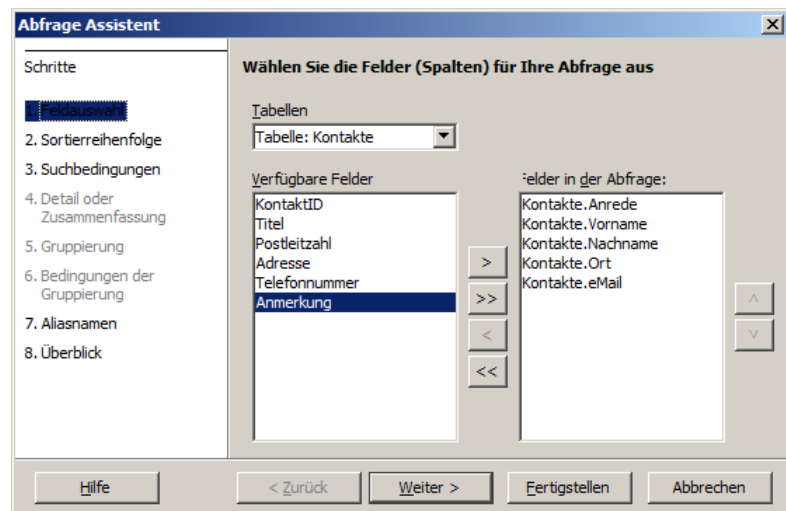 Abfrage Assistent
Schritte
1. Feldauswahl
2. Sortierreihenfolge
3. Suchbedingungen
4. Detail oder
Zusammenfassung
5. Gruppierung
6. Bedingungen der
Gruppierung
7. Aliasnamen
8. Überblick
Wählen Sie die Felder (Spalten) für Ihre Abfrage aus
Tabellen
Tabelle: Kontakte
Verfügbare Felder
KontaktID
Titel
Postleitzahl
Adresse
Telefonnummer
Anmerkung
>
>>
<
<<
Felder in der Abfrage:
Kontakte.Anrede
Kontakte.Vorname
Kontakte.Nachname
Kontakte.Ort
Kontakte.eMail
Hilfe
< Zurück
Weiter >
Fertigstellen
Abbrechen